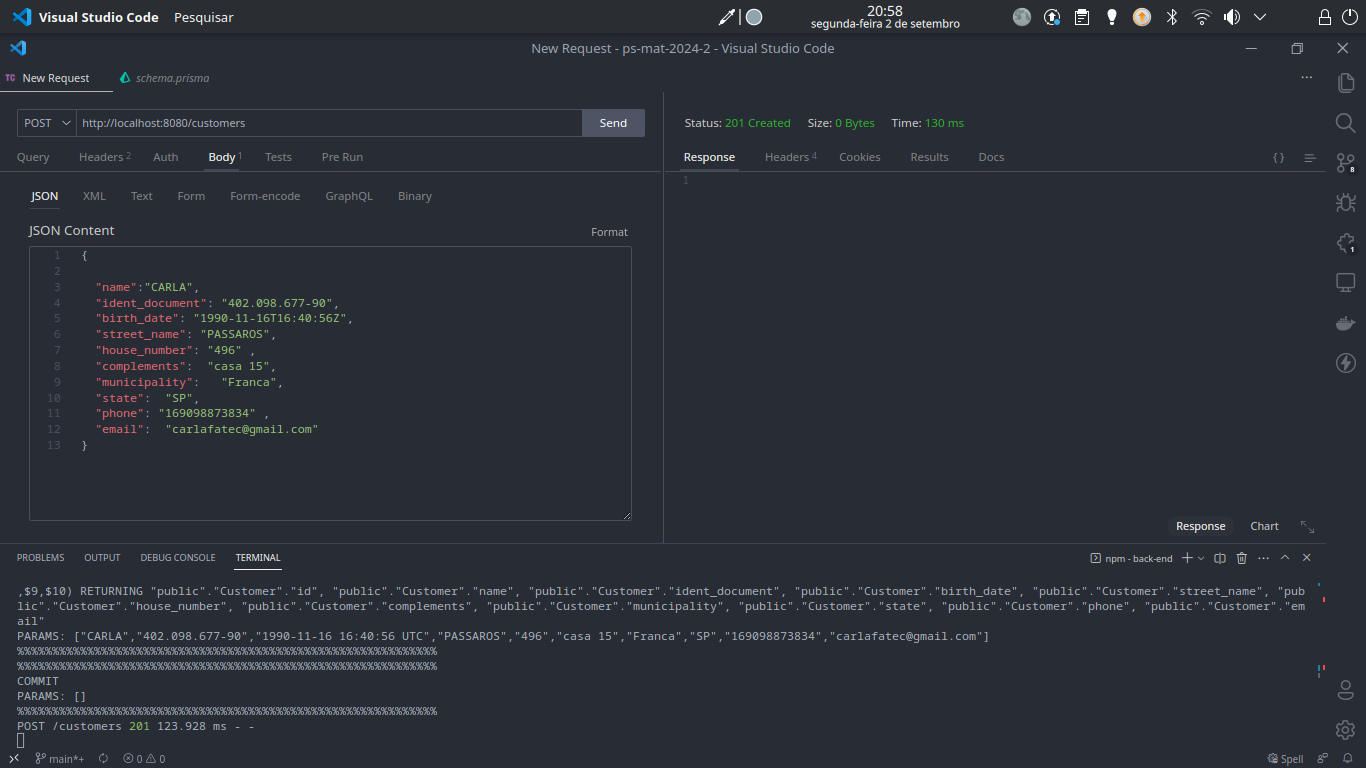 Visual Studio Code Pesquisar
20:58
segunda-feira 2 de setembro
New Request - ps-mat-2024-2 - Visual Studio Code
TC New Request schema.prisma ...
POST http://localhost:8080/customers Send
Status: 201 Created Size: 0 Bytes Time: 130 ms
Query Headers 2 Auth Body 1 Tests Pre Run
Response Headers 4 Cookies Results Docs {}
1
JSON XML Text Form Form-encode GraphQL Binary
JSON Content Format
1 {
2
3 "name":"CARLA",
4 "ident_document": "402.098.677-90",
5 "birth_date": "1990-11-16T16:40:56Z",
6 "street_name": "PASSAROS",
7 "house_number": "496" ,
8 "complements":  "casa 15",
9 "municipality":   "Franca",
10 "state":  "SP",
11 "phone": "169098873834" ,
12 "email":  "carlafatec@gmail.com"
13 }
8
1
Response Chart
PROBLEMS OUTPUT DEBUG CONSOLE TERMINAL npm - back-end ...
,$9,$10) RETURNING "public"."Customer"."id", "public"."Customer"."name", "public"."Customer"."ident_document", "public"."Customer"."birth_date", "public"."Customer"."street_name", "pub
lic"."Customer"."house_number", "public"."Customer"."complements", "public"."Customer"."municipality", "public"."Customer"."state", "public"."Customer"."phone", "public"."Customer"."em
ail"
PARAMS: ["CARLA","402.098.677-90","1990-11-16 16:40:56 UTC","PASSAROS","496","casa 15","Franca","SP","169098873834","carlafatec@gmail.com"]
%%%%%%%%%%%%%%%%%%%%%%%%%%%%%%%%%%%%%%%%%%%%%%%%%%%%%%%%%%%%
%%%%%%%%%%%%%%%%%%%%%%%%%%%%%%%%%%%%%%%%%%%%%%%%%%%%%%%%%%%%
COMMIT
PARAMS: []
%%%%%%%%%%%%%%%%%%%%%%%%%%%%%%%%%%%%%%%%%%%%%%%%%%%%%%%%%%%%
POST /customers 201 123.928 ms - -
main*+ 0 0 Spell